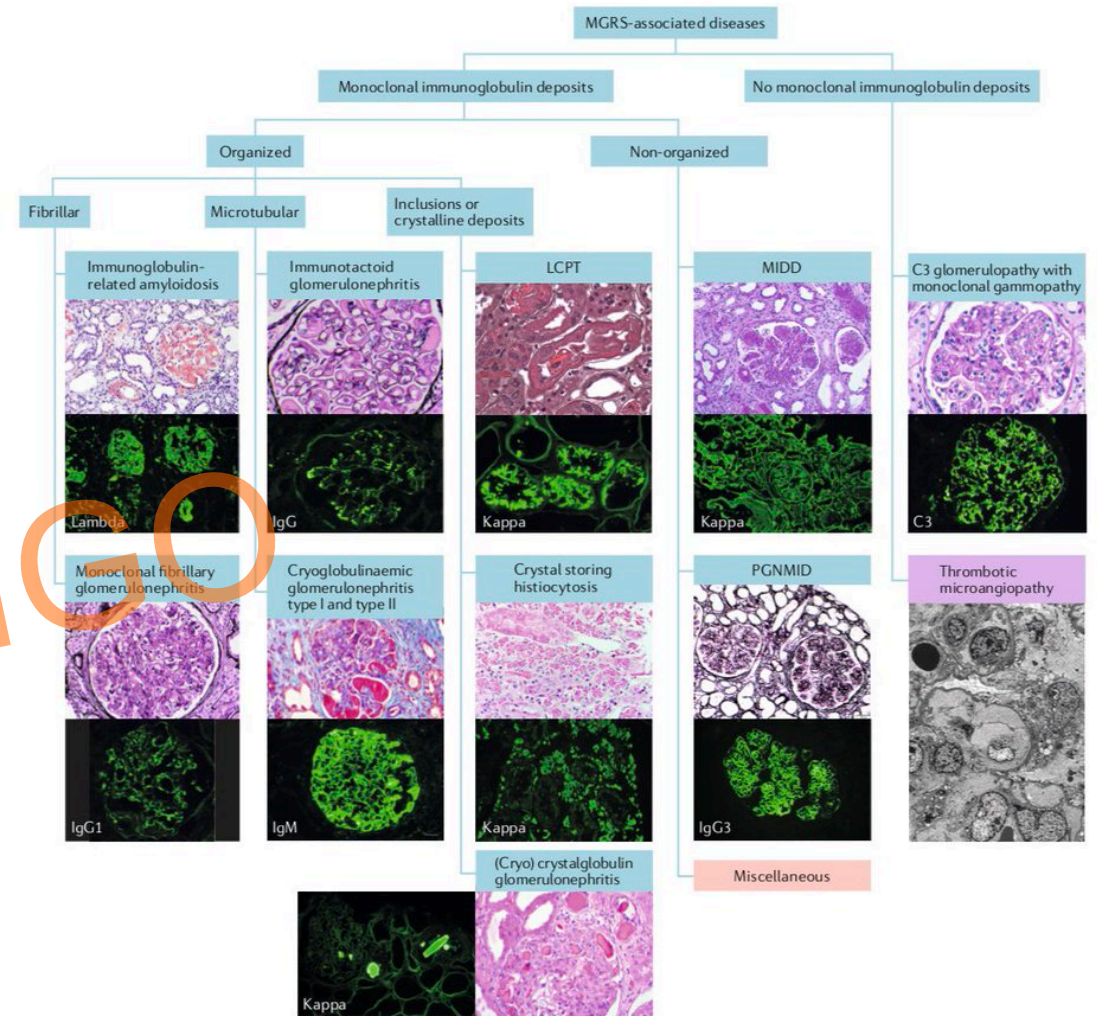 MGRS-associated diseases
Monoclonal immunoglobulin deposits
No monoclonal immunoglobulin deposits
Organized
Non-organized
Fibrillar
Microtubular
Inclusions or
crystalline deposits
Immunoglobulin-
related amyloidosis
Immunotactoid
glomerulonephritis
LCPT
MIDD
C3 glomerulopathy with
monoclonal gammopathy
Lambda
IgG
Kappa
Kappa
C3
Monoclonal fibrillary
glomerulonephritis
Cryoglobulinaemic
glomerulonephritis
type I and type II
Crystal storing
histiocytosis
PGNMID
Thrombotic
microangiopathy
IgG1
IgM
Kappa
IgG3
(Cryo) crystalglobulin
glomerulonephritis
Miscellaneous
Kappa